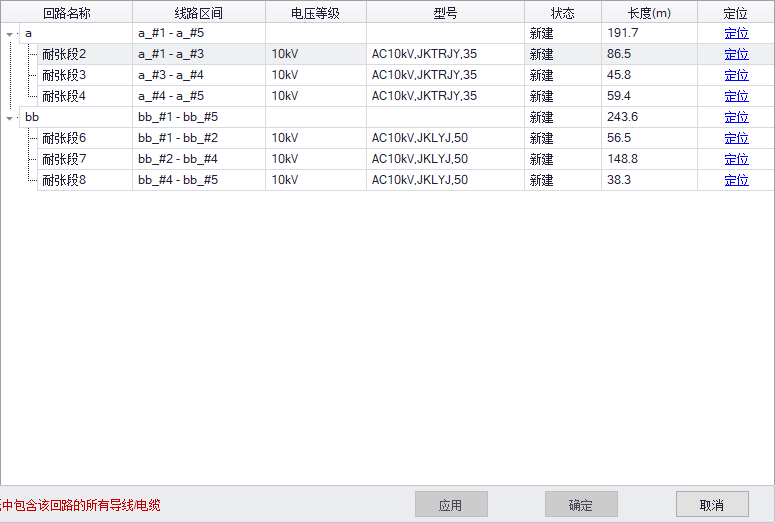 回路名称 线路区间 电压等级 型号 状态 长度(m) 定位
a a_#1 - a_#5 新建 191.7 定位
耐张段2 a_#1 - a_#3 10kV AC10kV,JKTRJY,35 新建 86.5 定位
耐张段3 a_#3 - a_#4 10kV AC10kV,JKTRJY,35 新建 45.8 定位
耐张段4 a_#4 - a_#5 10kV AC10kV,JKTRJY,35 新建 59.4 定位
bb bb_#1 - bb_#5 新建 243.6 定位
耐张段6 bb_#1 - bb_#2 10kV AC10kV,JKLYJ,50 新建 56.5 定位
耐张段7 bb_#2 - bb_#4 10kV AC10kV,JKLYJ,50 新建 148.8 定位
耐张段8 bb_#4 - bb_#5 10kV AC10kV,JKLYJ,50 新建 38.3 定位
中包含该回路的所有导线/电缆 应用 确定 取消